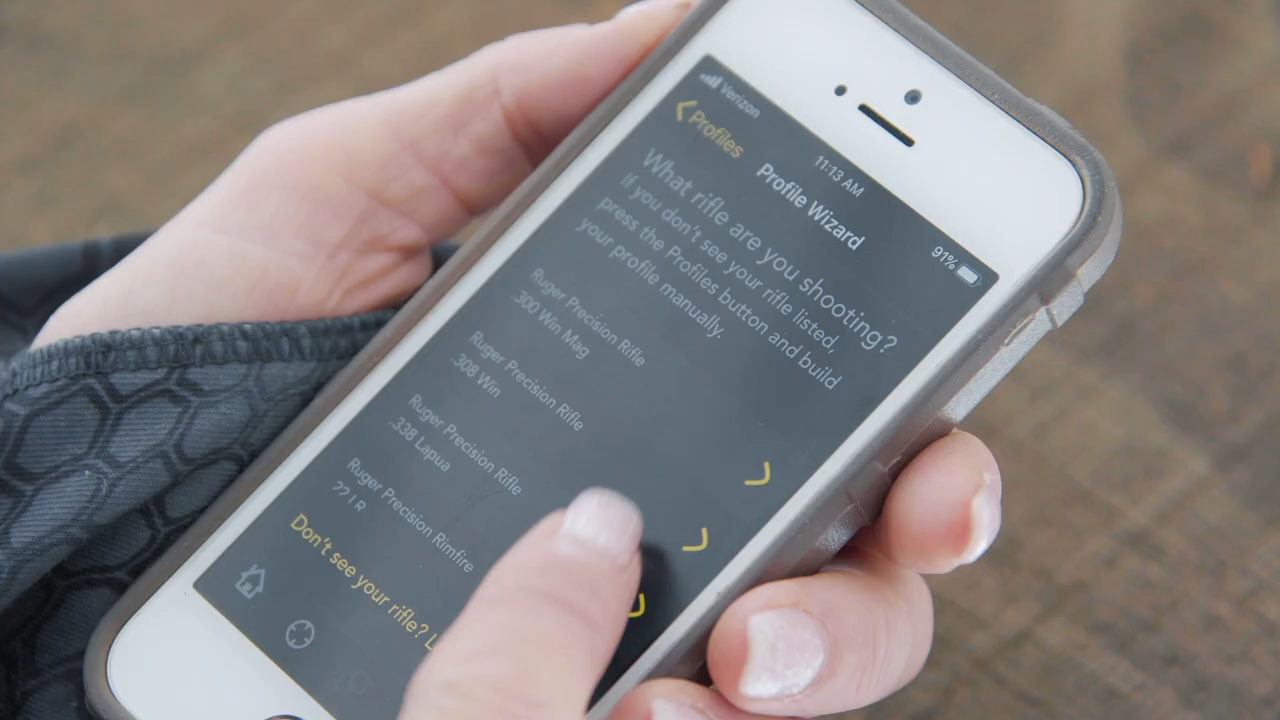 Verizon
11:13 AM
91%
Profiles
Profile Wizard
What rifle are you shooting?
If you don't see your rifle listed,
press the Profiles button and build
your profile manually.
Ruger Precision Rifle
.300 Win Mag
Ruger Precision Rifle
.308 Win
Ruger Precision Rifle
.338 Lapua
Ruger Precision Rimfire
.22 LR
Don't see your rifle?